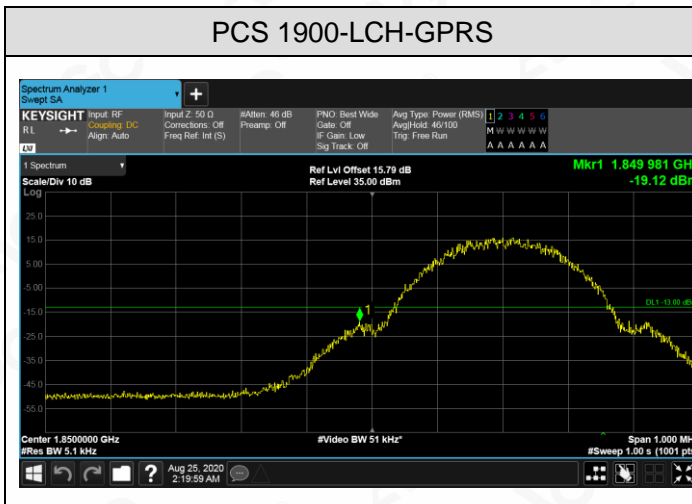 PCS 1900-LCH-GPRS
Spectrum Analyzer 1
Swept SA
+
KEYSIGHT
RL
LXI
Input: RF
Coupling: DC
Align: Auto
Input Z: 50 Ω
Corrections: Off
Freq Ref: Int (S)
#Atten: 46 dB
Preamp: Off
PNO: Best Wide
Gate: Off
IF Gain: Low
Sig Track: Off
Avg Type: Power (RMS)
Avg|Hold: 46/100
Trig: Free Run
1 2 3 4 5 6
M W W W W W
A A A A A A
1 Spectrum
Scale/Div 10 dB
Log
Ref Lvl Offset 15.79 dB
Ref Level 35.00 dBm
Mkr1 1.849 981 GH
-19.12 dBr
25.0
15.0
5.00
-5.00
-15.0
-25.0
-35.0
-45.0
-55.0
1
DL1 -13.00 dB
Center 1.8500000 GHz
#Res BW 5.1 kHz
#Video BW 51 kHz*
Span 1.000 MH
#Sweep 1.00 s (1001 pts
?
Aug 25, 2020
2:19:59 AM